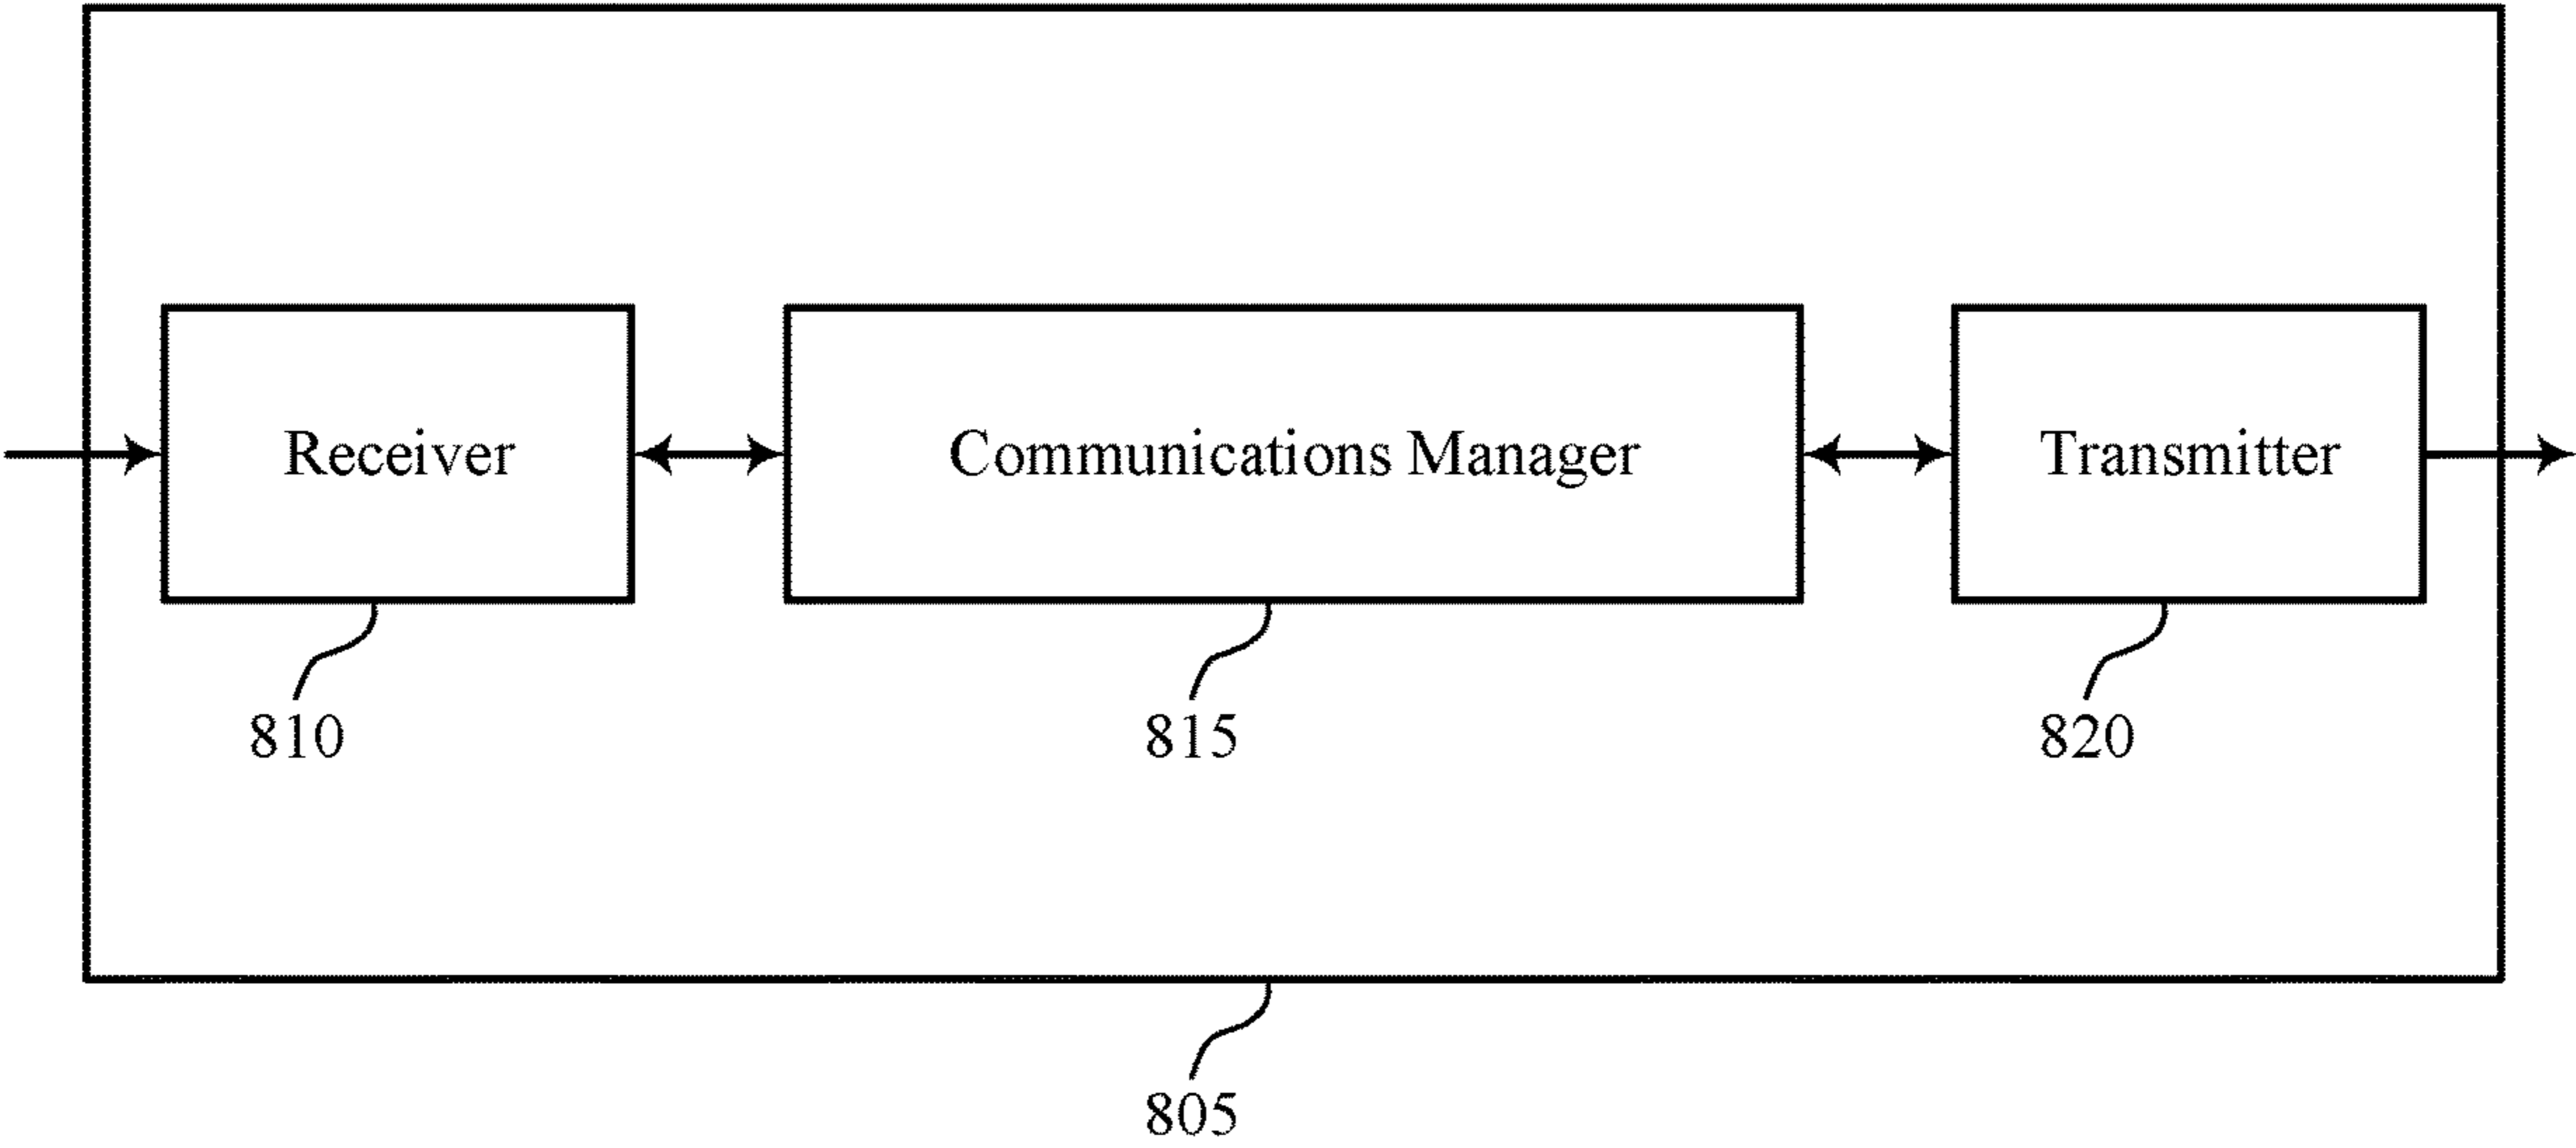 Receiver
Communications Manager
Transmitter
810
815
820
805